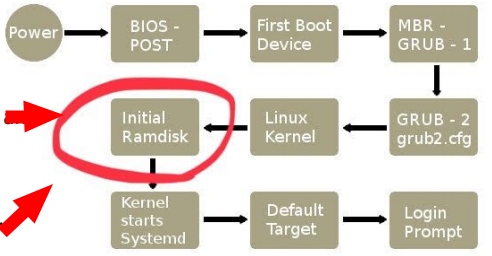 Power
BIOS -
POST
First Boot
Device
MBR -
GRUB - 1
GRUB - 2
grub2.cfg
Linux
Kernel
Initial
Ramdisk
Kernel
starts
Systemd
Default
Target
Login
Prompt